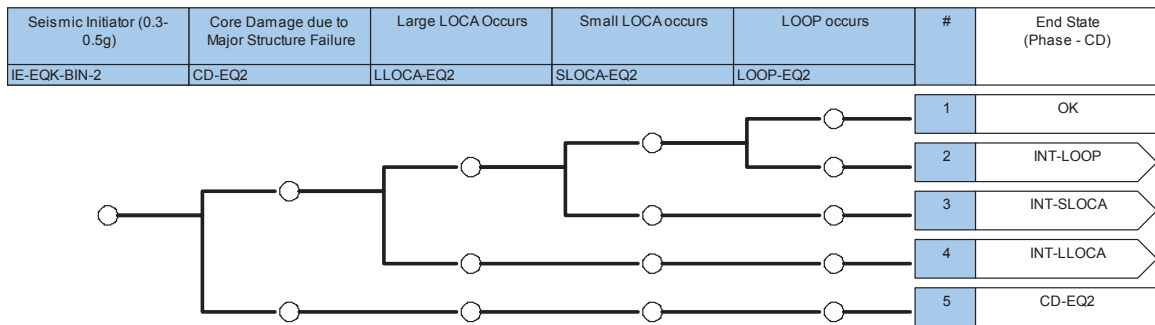 Seismic Initiator (0.3-
0.5g)
Core Damage due to
Major Structure Failure
Large LOCA Occurs
Small LOCA occurs
LOOP occurs
#
End State
(Phase - CD)
IE-EQK-BIN-2
CD-EQ2
LLOCA-EQ2
SLOCA-EQ2
LOOP-EQ2
1
OK
2
INT-LOOP
3
INT-SLOCA
4
INT-LLOCA
5
CD-EQ2